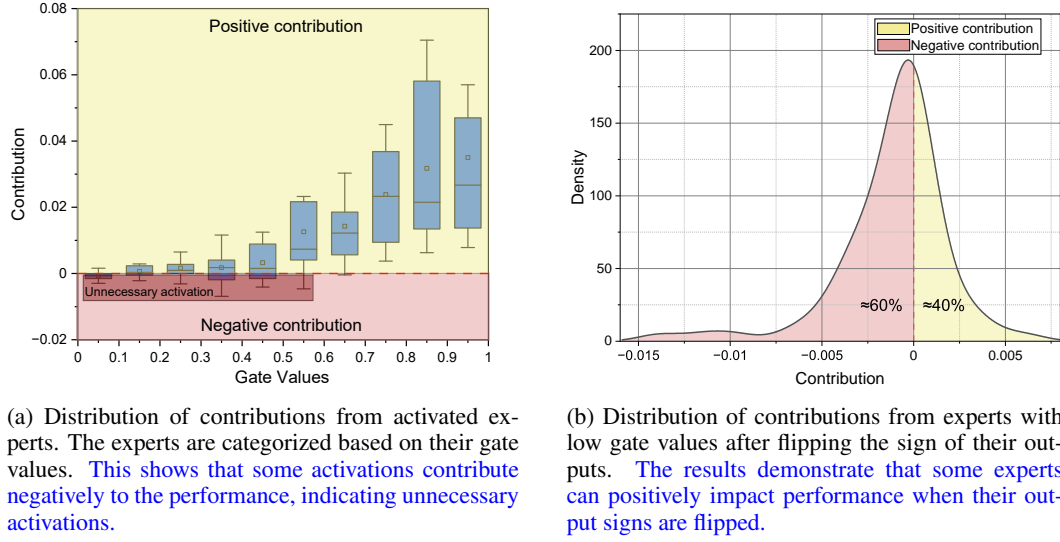 0.08
0.06
0.04
0.02
0
−0.02
Contribution
Positive contribution
Unnecessary activation
Negative contribution
0 0.1 0.2 0.3 0.4 0.5 0.6 0.7 0.8 0.9 1
Gate Values
(a) Distribution of contributions from activated ex-
perts. The experts are categorized based on their gate
values. This shows that some activations contribute
negatively to the performance, indicating unnecessary
activations.
200
150
100
50
0
Density
Positive contribution
Negative contribution
≈60% ≈40%
−0.015 −0.01 −0.005 0 0.005
Contribution
(b) Distribution of contributions from experts with
low gate values after flipping the sign of their out-
puts. The results demonstrate that some experts
can positively impact performance when their out-
put signs are flipped.